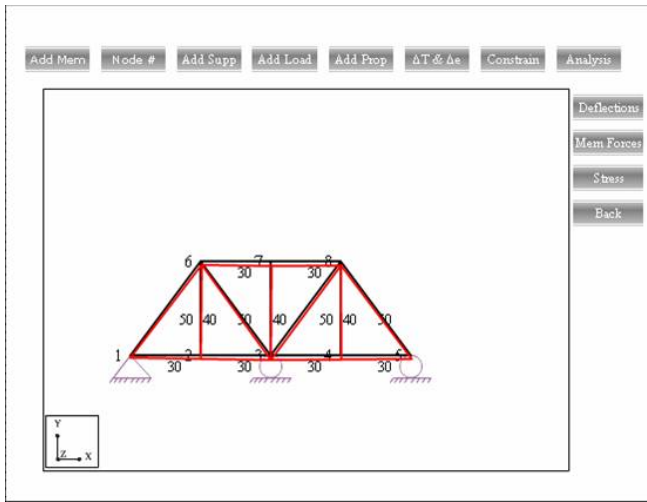 Add Mem Node # Add Supp Add Load Add Prop ΔT & Δe Constrain Analysis
Deflections
Mem Forces
Stress
Back
6 7 8
30 30
50 40 50 40 50 40 50
1 2 3 4 5
30 30 30 30
Y
Z X